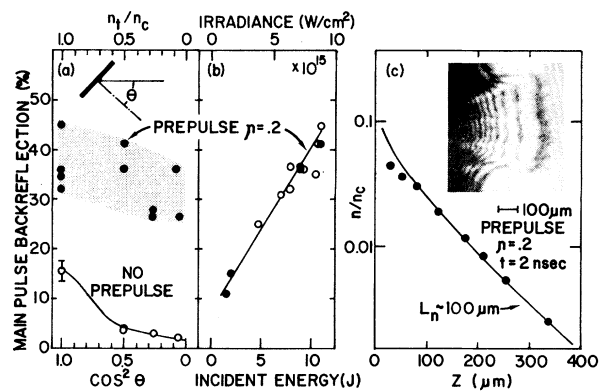 n_t/n_c
IRRADIANCE (W/cm²)
1.0 0.5 0
0 5 10
MAIN PULSE BACKREFLECTION (%)
50
40
30
20
10
0
(a)
θ
PREPULSE η=.2
NO
PREPULSE
1.0 0.5 0
COS² θ
(b)
x10¹⁵
0 5 10
INCIDENT ENERGY(J)
(c)
n/n_c
0.1
0.01
100μm
PREPULSE
η=.2
t=2 nsec
L_n~100μm
0 100 200 300 400
Z (μm)